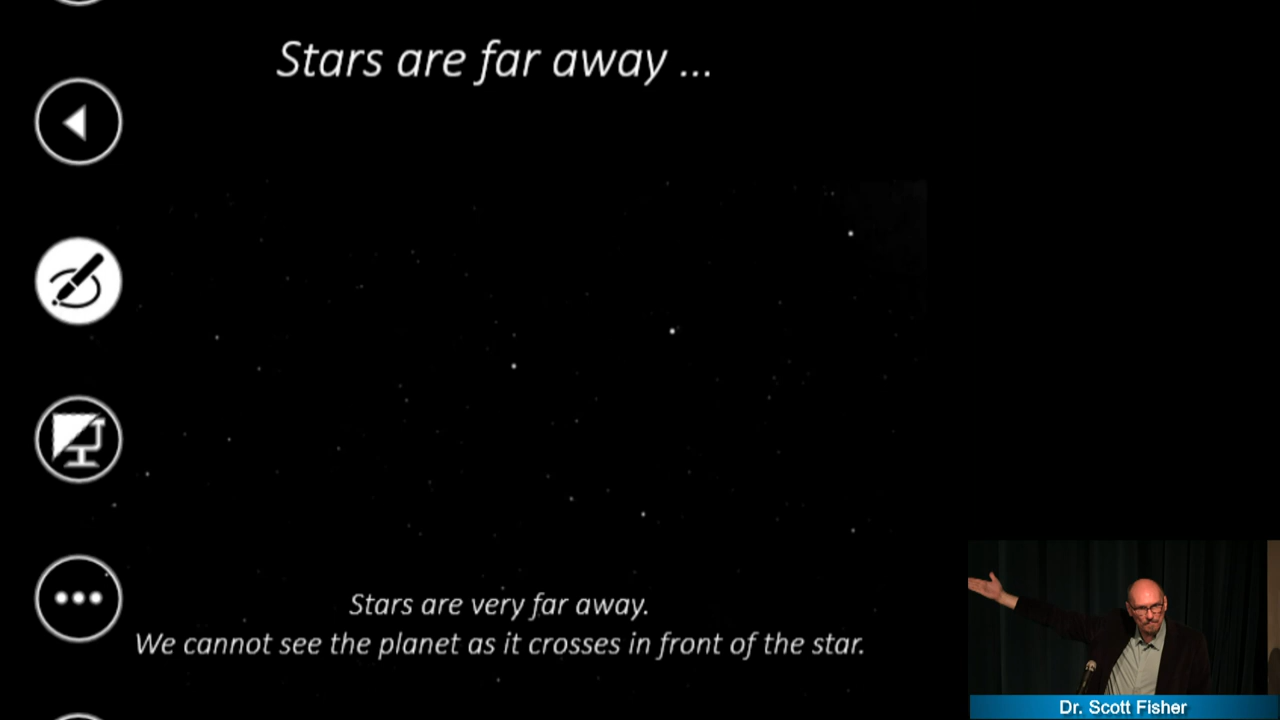 Stars are far away ...
Stars are very far away.
We cannot see the planet as it crosses in front of the star.
Dr. Scott Fisher